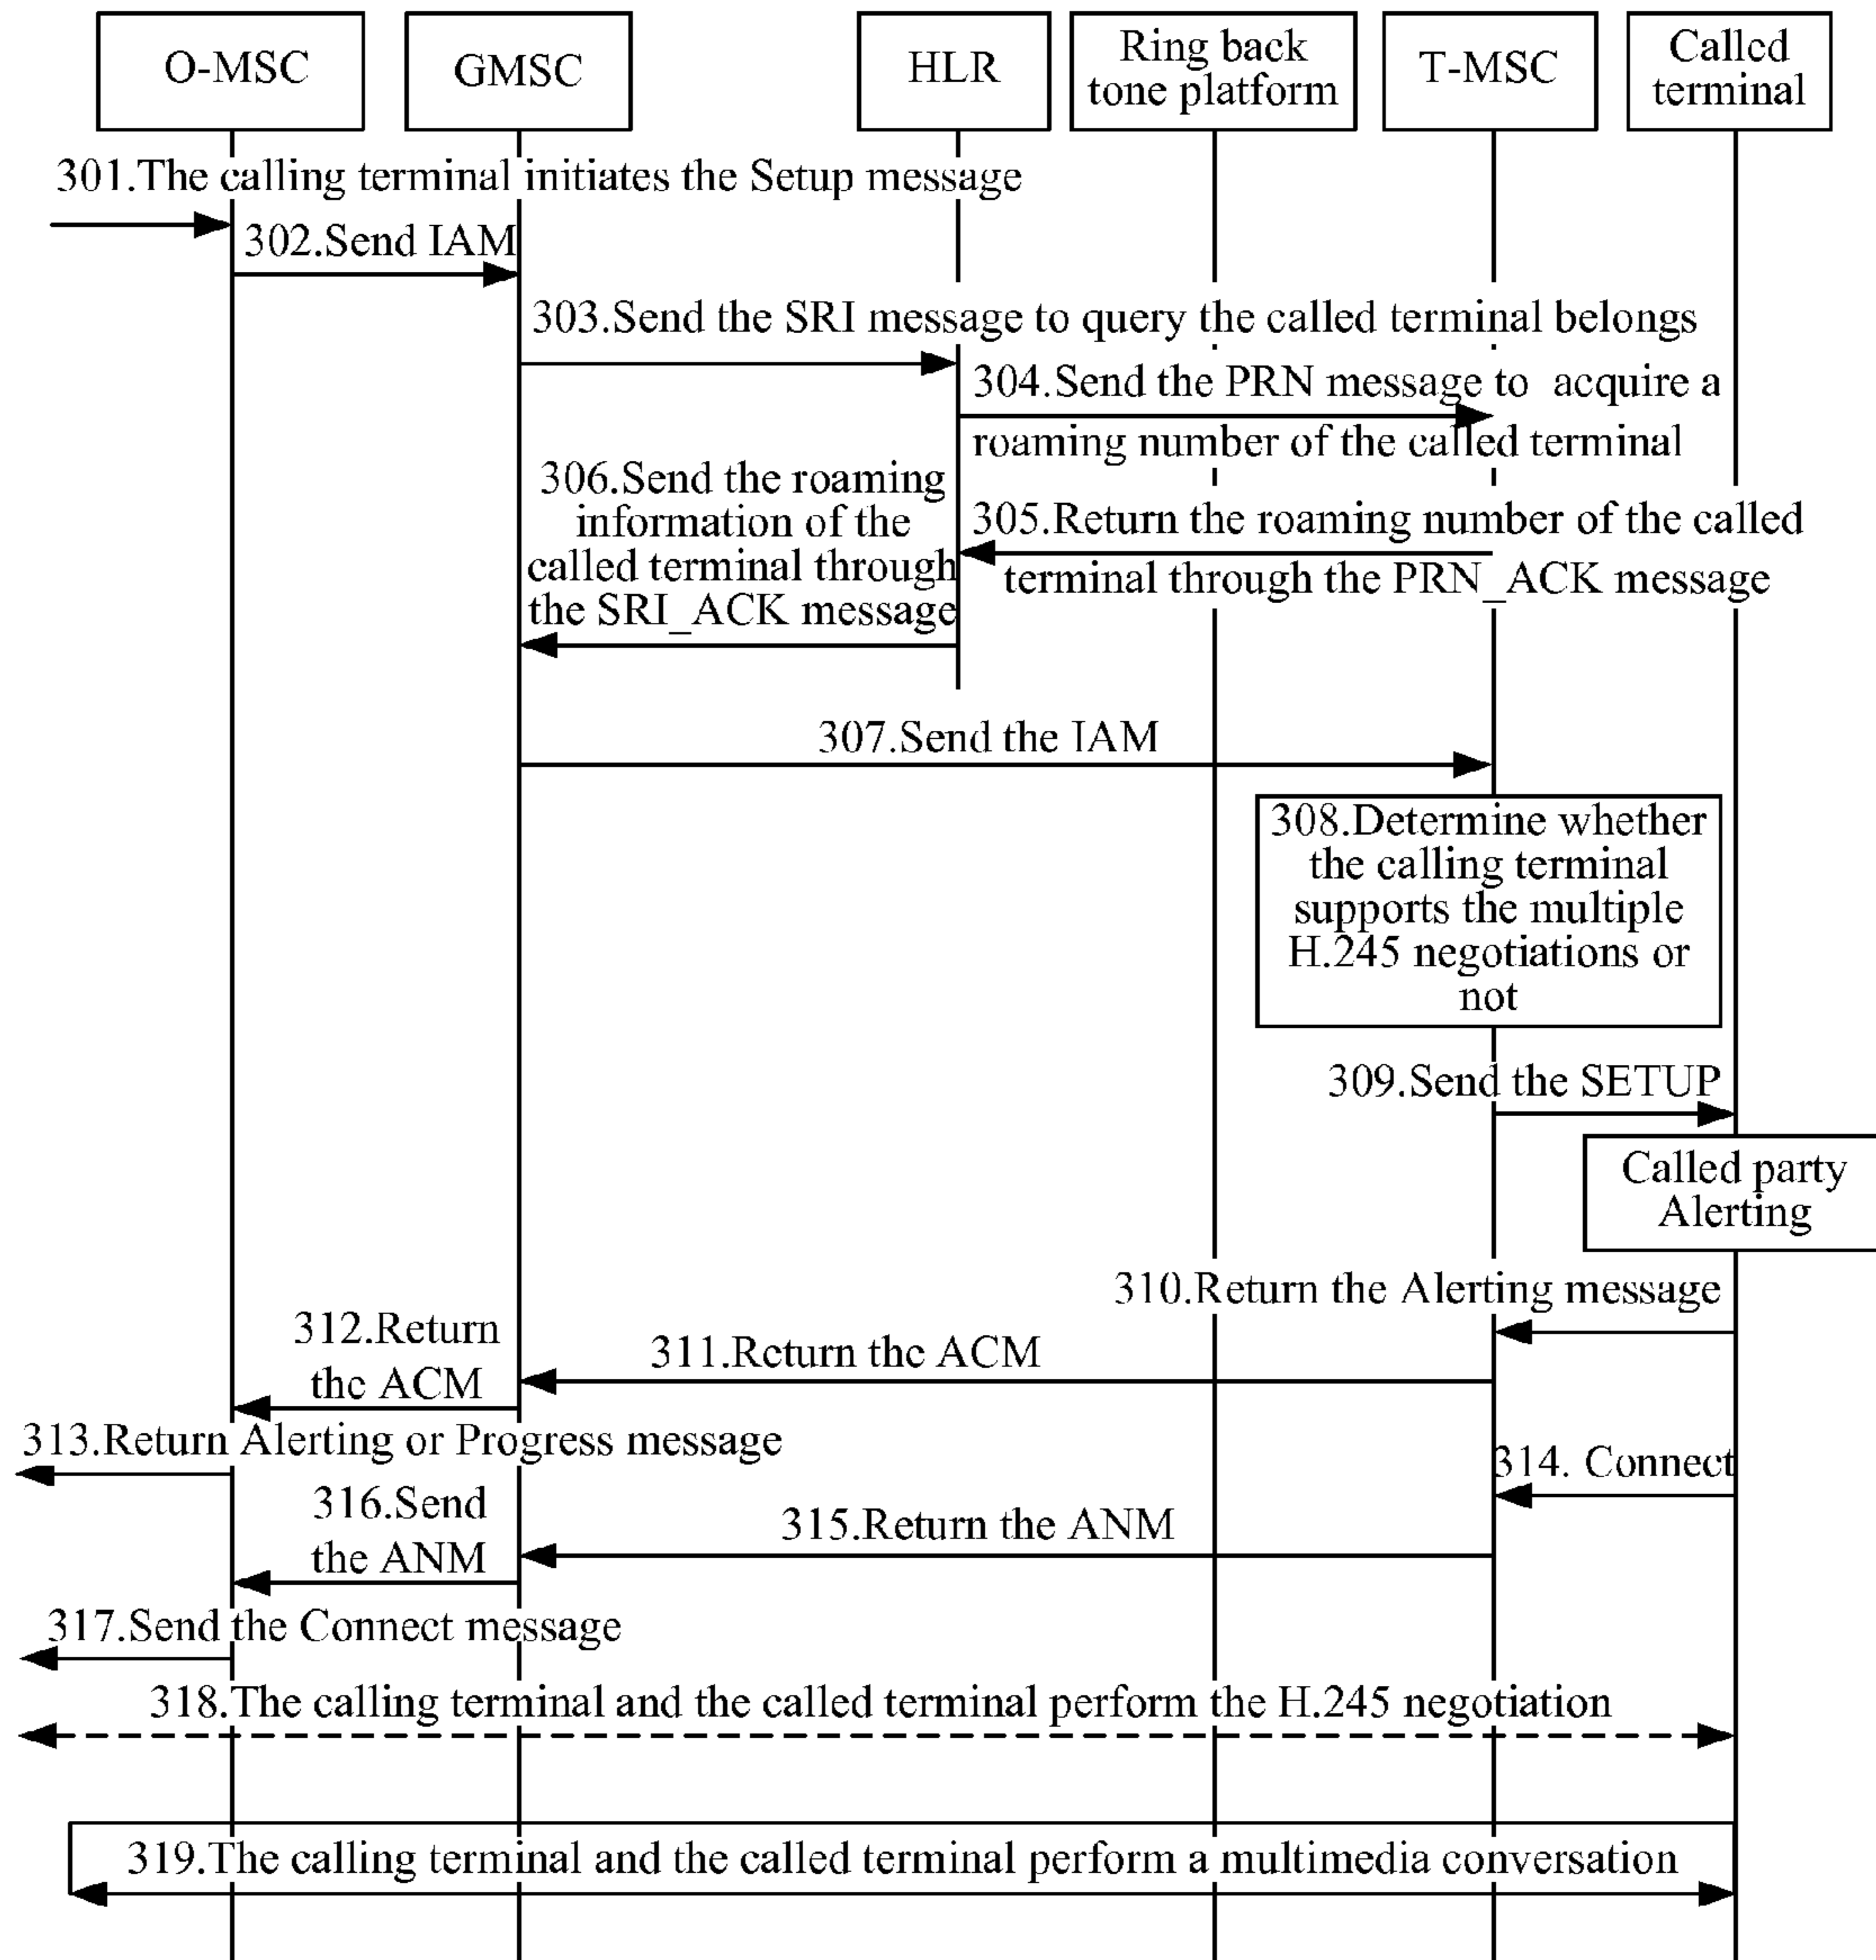 O-MSC
GMSC
HLR
Ring back
tone platform
T-MSC
Called
terminal
301.The calling terminal initiates the Setup message
302.Send IAM
303.Send the SRI message to query the called terminal belongs
304.Send the PRN message to acquire a
roaming number of the called terminal
306.Send the roaming
information of the
called terminal through
the SRI_ACK message
305.Return the roaming number of the called
terminal through the PRN_ACK message
307.Send the IAM
308.Determine whether
the calling terminal
supports the multiple
H.245 negotiations or
not
309.Send the SETUP
Called party
Alerting
310.Return the Alerting message
312.Return
the ACM
311.Return the ACM
313.Return Alerting or Progress message
314. Connect
316.Send
the ANM
315.Return the ANM
317.Send the Connect message
318.The calling terminal and the called terminal perform the H.245 negotiation
319.The calling terminal and the called terminal perform a multimedia conversation